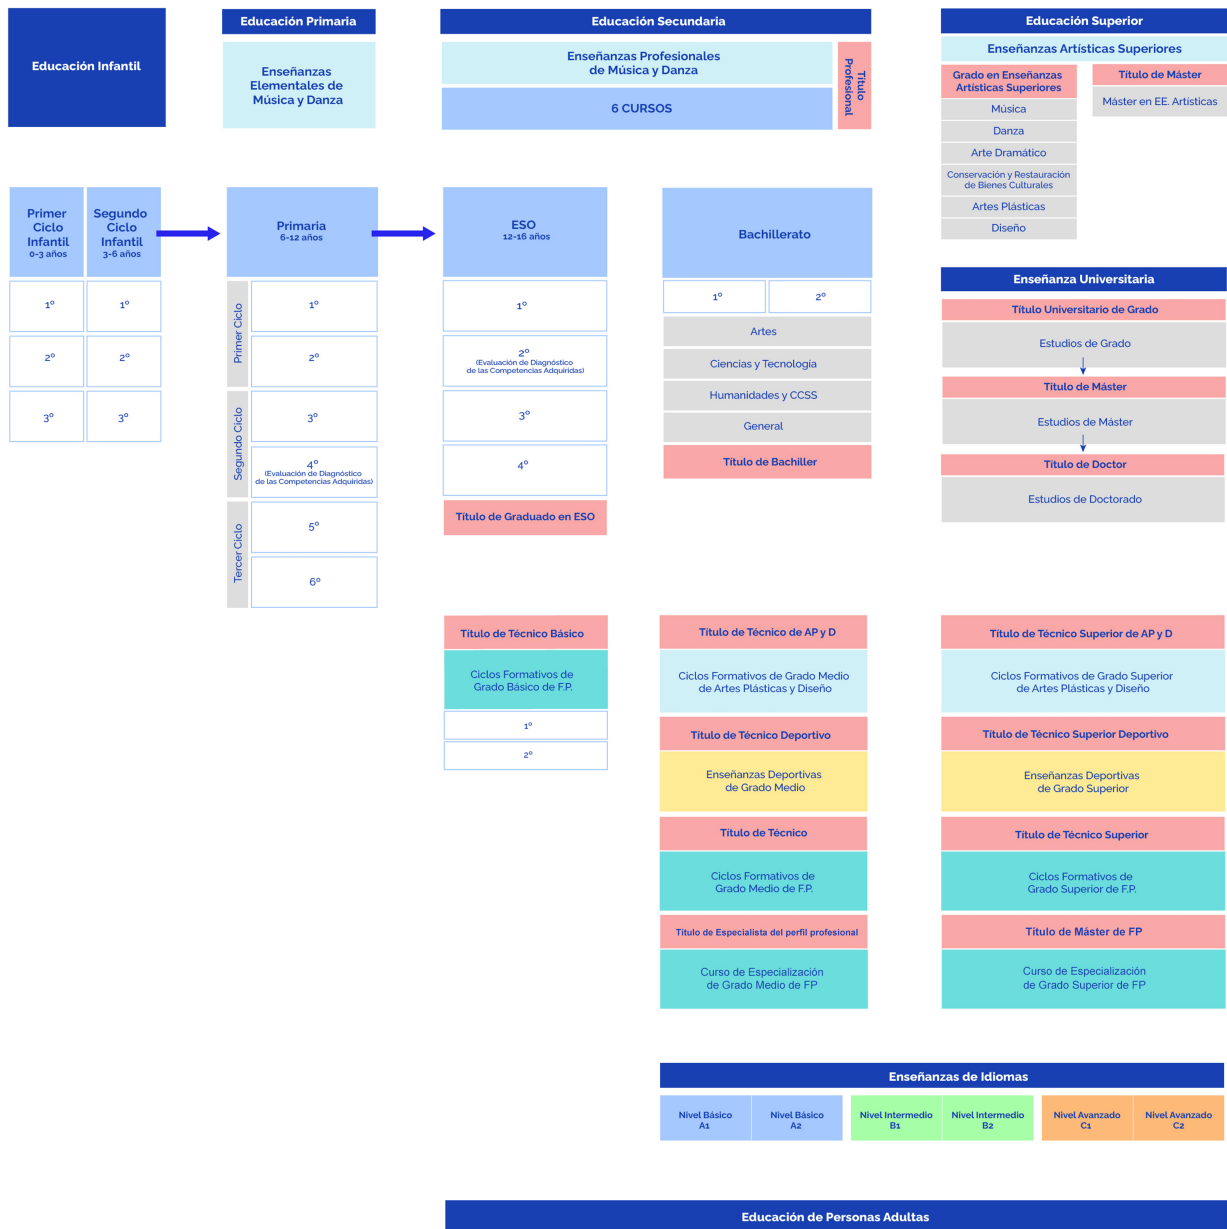 Educación Infantil
Educación Primaria
Enseñanzas
Elementales de
Música y Danza
Educación Secundaria
Enseñanzas Profesionales
de Música y Danza
6 CURSOS
Título
Profesional
Educación Superior
Enseñanzas Artísticas Superiores
Grado en Enseñanzas
Artísticas Superiores
Música
Danza
Arte Dramático
Conservación y Restauración
de Bienes Culturales
Artes Plásticas
Diseño
Título de Máster
Máster en EE. Artísticas
Primer
Ciclo
Infantil
0-3 años
1º
2º
3º
Segundo
Ciclo
Infantil
3-6 años
1º
2º
3º
Primaria
6-12 años
Primer Ciclo
1º
2º
Segundo Ciclo
3º
4º
(Evaluación de Diagnóstico
de las Competencias Adquiridas)
Tercer Ciclo
5º
6º
ESO
12-16 años
1º
2º
(Evaluación de Diagnóstico
de las Competencias Adquiridas)
3º
4º
Título de Graduado en ESO
Bachillerato
1º
2º
Artes
Ciencias y Tecnología
Humanidades y CCSS
General
Título de Bachiller
Enseñanza Universitaria
Título Universitario de Grado
Estudios de Grado
Título de Máster
Estudios de Máster
Título de Doctor
Estudios de Doctorado
Título de Técnico Básico
Ciclos Formativos de
Grado Básico de F.P.
1º
2º
Título de Técnico de AP y D
Ciclos Formativos de Grado Medio
de Artes Plásticas y Diseño
Título de Técnico Deportivo
Enseñanzas Deportivas
de Grado Medio
Título de Técnico
Ciclos Formativos de
Grado Medio de F.P.
Título de Especialista del perfil profesional
Curso de Especialización
de Grado Medio de FP
Título de Técnico Superior de AP y D
Ciclos Formativos de Grado Superior
de Artes Plásticas y Diseño
Título de Técnico Superior Deportivo
Enseñanzas Deportivas
de Grado Superior
Título de Técnico Superior
Ciclos Formativos de
Grado Superior de F.P.
Título de Máster de FP
Curso de Especialización
de Grado Superior de FP
Enseñanzas de Idiomas
Nivel Básico
A1
Nivel Básico
A2
Nivel Intermedio
B1
Nivel Intermedio
B2
Nivel Avanzado
C1
Nivel Avanzado
C2
Educación de Personas Adultas